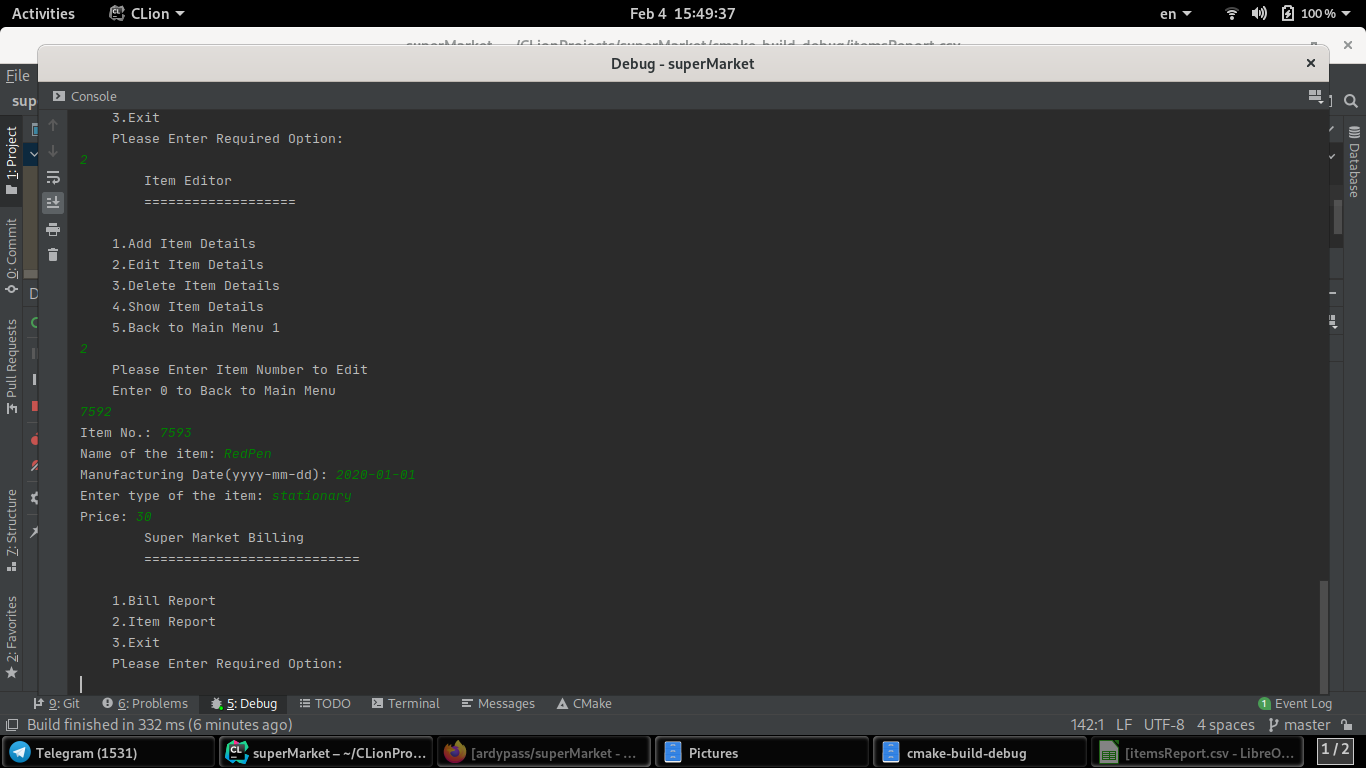 Activities
CLion
Feb 4 15:49:37
en
100 %
superMarket – ~/CLionProjects/superMarket/cmake-build-debug/itemsReport.csv
Debug - superMarket
File
sup
Console
3.Exit
Please Enter Required Option:
2
Item Editor
===================
1.Add Item Details
2.Edit Item Details
3.Delete Item Details
4.Show Item Details
5.Back to Main Menu 1
2
Please Enter Item Number to Edit
Enter 0 to Back to Main Menu
7592
Item No.: 7593
Name of the item: RedPen
Manufacturing Date(yyyy-mm-dd): 2020-01-01
Enter type of the item: stationary
Price: 30
Super Market Billing
===========================
1.Bill Report
2.Item Report
3.Exit
Please Enter Required Option:
1: Project
0: Commit
D
Pull Requests
7: Structure
2: Favorites
Database
9: Git
6: Problems
5: Debug
TODO
Terminal
Messages
CMake
1 Event Log
Build finished in 332 ms (6 minutes ago)
142:1
LF
UTF-8
4 spaces
master
Telegram (1531)
CL superMarket – ~/CLionPro...
[ardypass/superMarket - ...
Pictures
cmake-build-debug
[itemsReport.csv - LibreO...
1 / 2